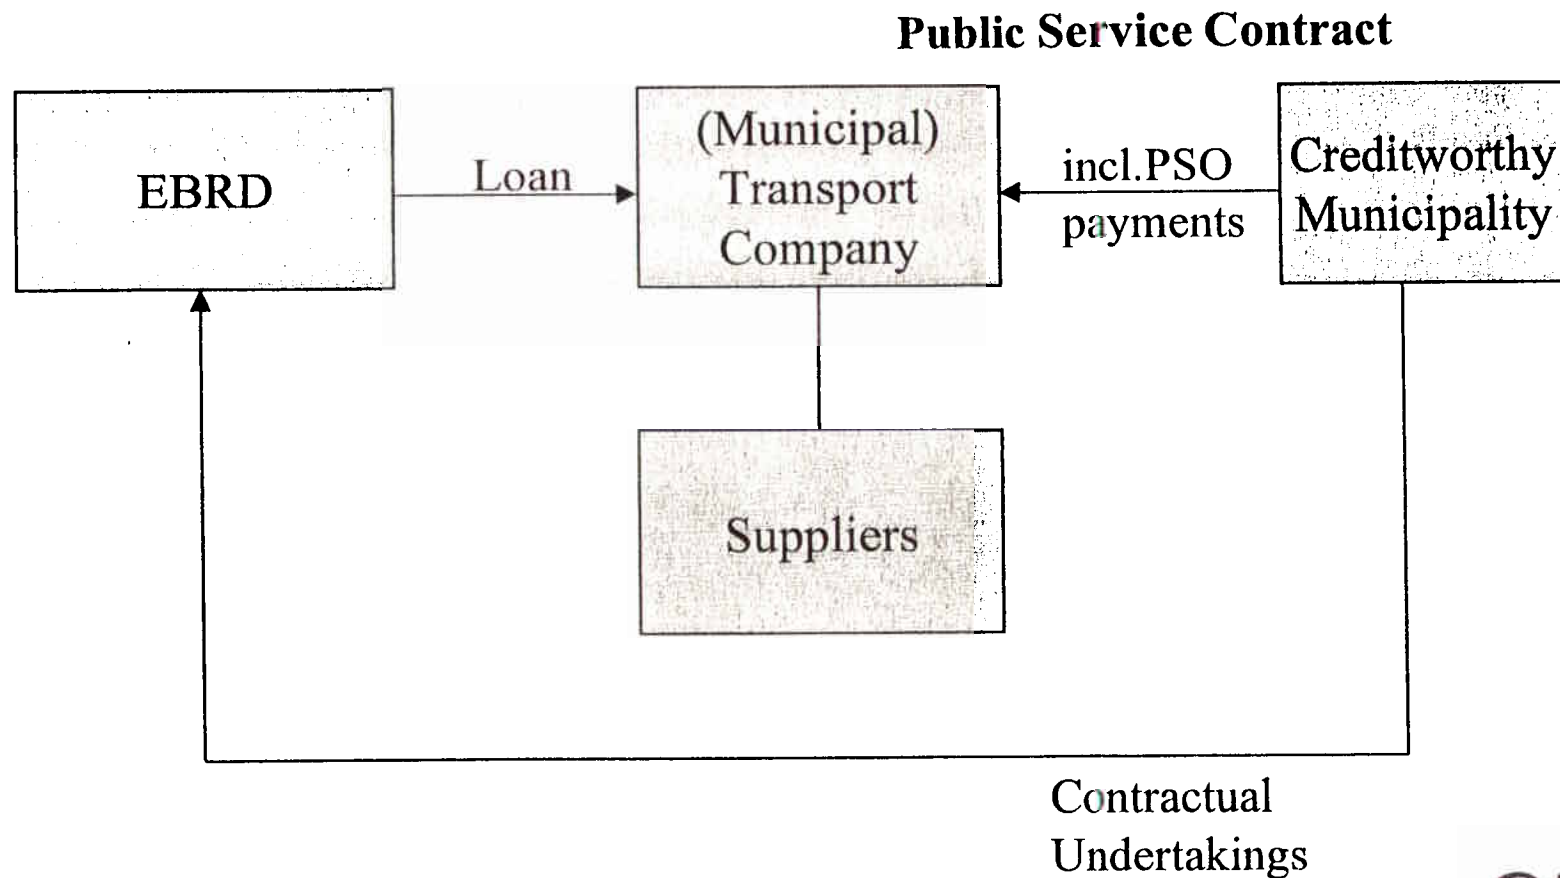 Public Service Contract
EBRD
Loan
(Municipal)
Transport
Company
incl.PSO
payments
Creditworthy
Municipality
Suppliers
Contractual
Undertakings